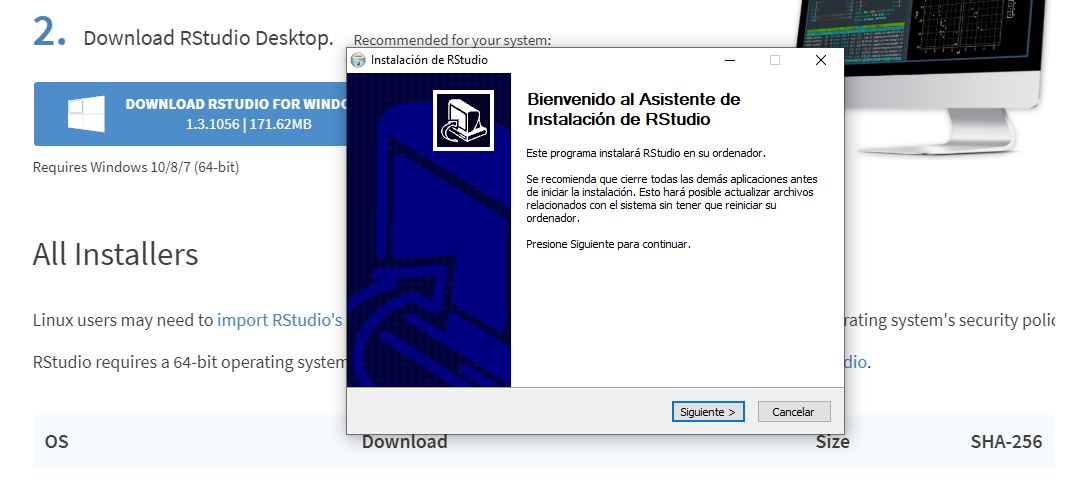 2. Download RStudio Desktop. Recommended for your system:
DOWNLOAD RSTUDIO FOR WINDO
1.3.1056 | 171.62MB
Requires Windows 10/8/7 (64-bit)
All Installers
Linux users may need to import RStudio's
rating system's security polic
RStudio requires a 64-bit operating system
dio.
OS
Download
Size
SHA-256
Instalación de RStudio
Bienvenido al Asistente de
Instalación de RStudio
Este programa instalará RStudio en su ordenador.
Se recomienda que cierre todas las demás aplicaciones antes
de iniciar la instalación. Esto hará posible actualizar archivos
relacionados con el sistema sin tener que reiniciar su
ordenador.
Presione Siguiente para continuar.
Siguiente >
Cancelar